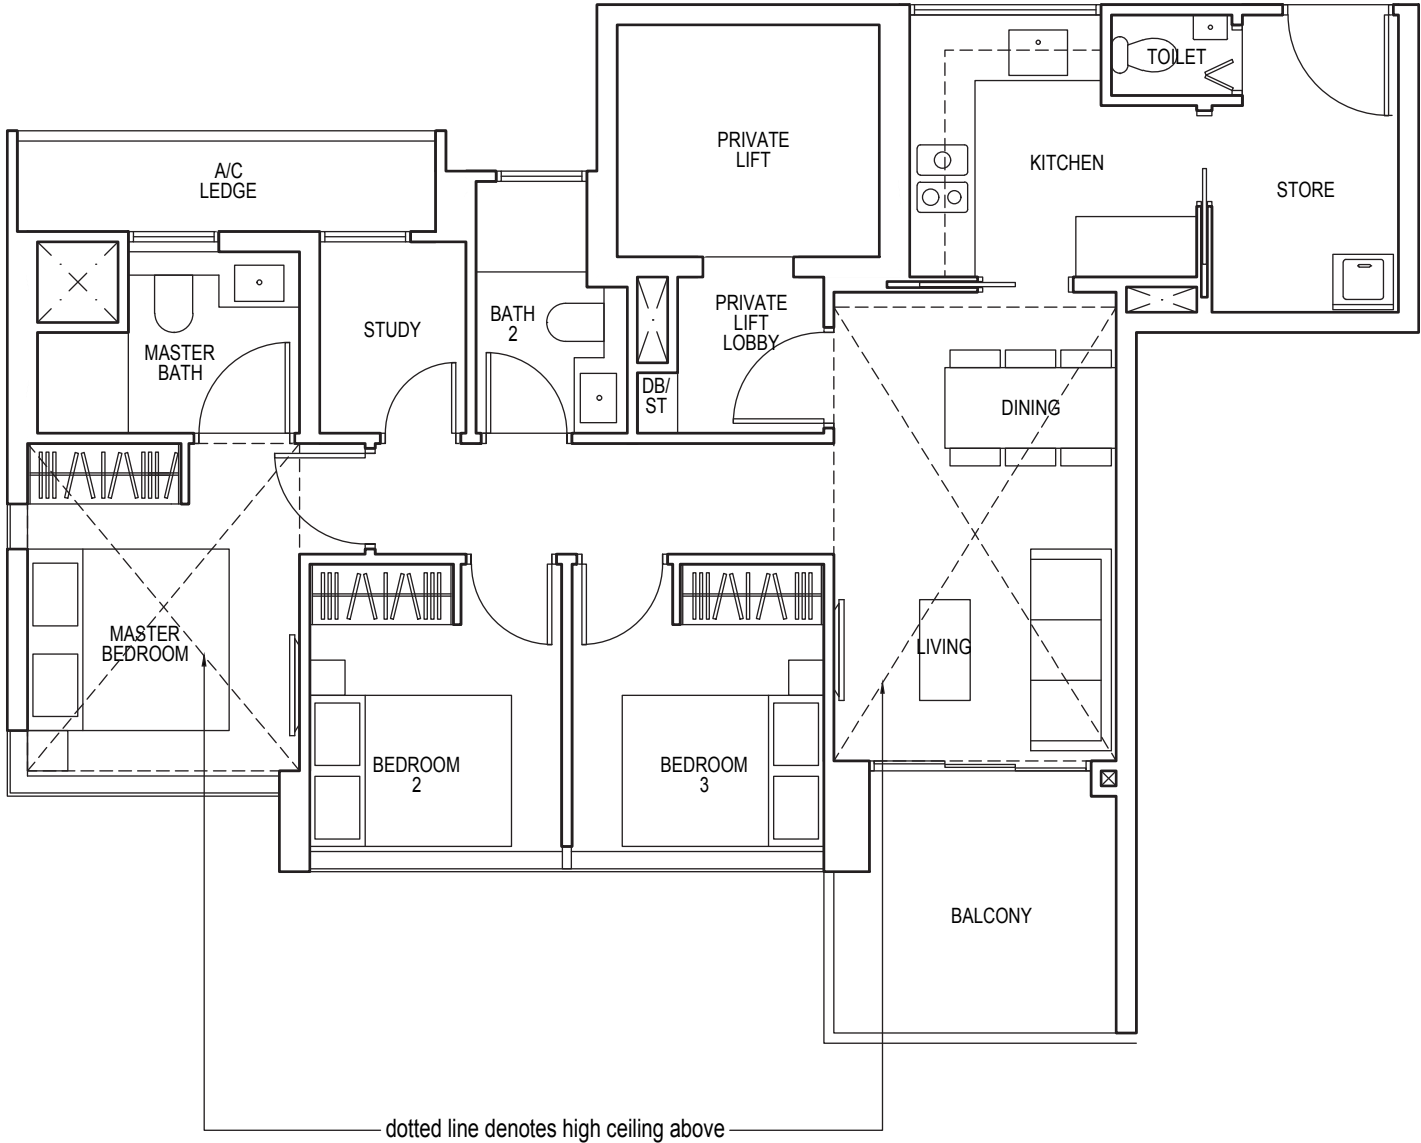 TOILET
PRIVATE
LIFT
KITCHEN
A/C
LEDGE
STORE
PRIVATE
LIFT
LOBBY
BATH
2
STUDY
MASTER
BATH
DB/
ST
DINING
MASTER
BEDROOM
LIVING
BEDROOM
2
BEDROOM
3
BALCONY
dotted line denotes high ceiling above